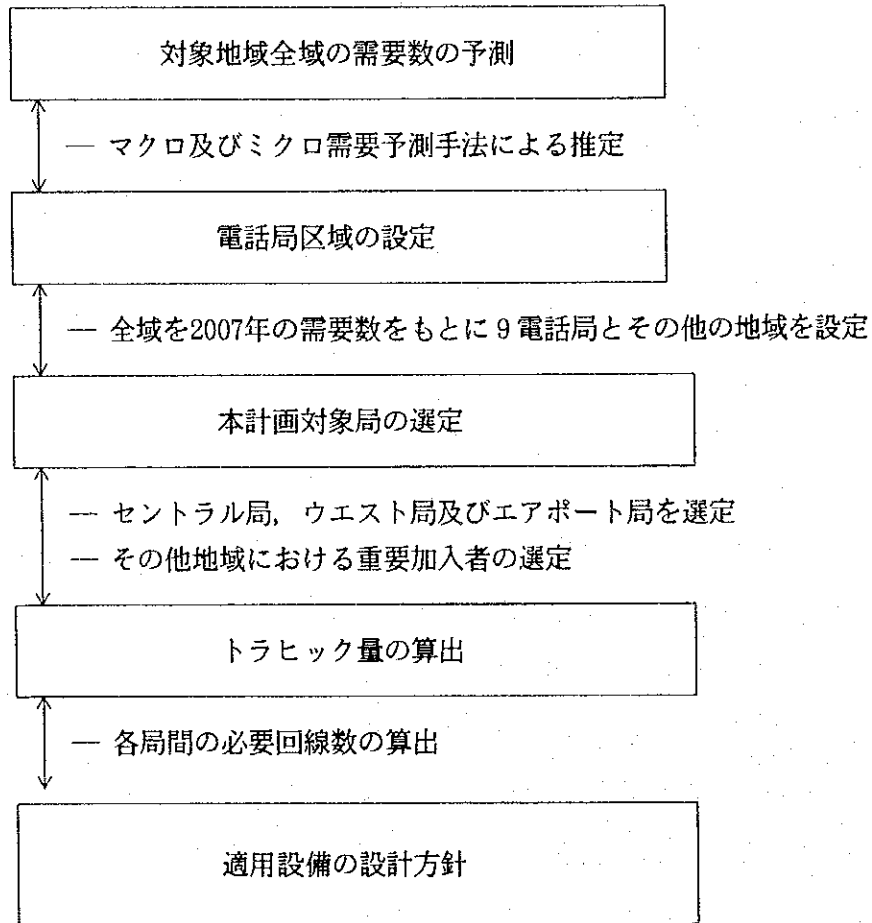 対象地域全域の需要数の予測
― マクロ及びミクロ需要予測手法による推定
電話局区域の設定
― 全域を2007年の需要数をもとに9電話局とその他の地域を設定
本計画対象局の選定
― セントラル局，ウエスト局及びエアポート局を選定
― その他地域における重要加入者の選定
トラヒック量の算出
― 各局間の必要回線数の算出
適用設備の設計方針